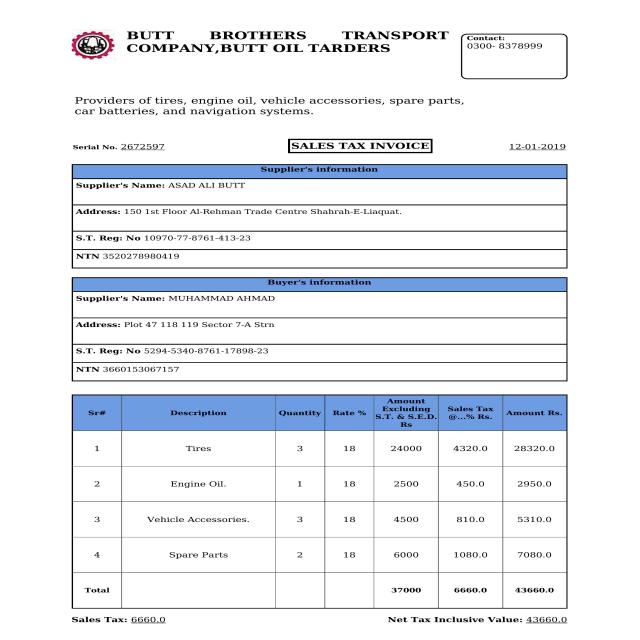 BUTT BROTHERS TRANSPORT
COMPANY,BUTT OIL TARDERS
Contact:
0300- 8378999
Providers of tires, engine oil, vehicle accessories, spare parts,
car batteries, and navigation systems.
Serial No. 2672597 SALES TAX INVOICE 12-01-2019
Supplier's information
Supplier's Name: ASAD ALI BUTT
Address: 150 1st Floor Al-Rehman Trade Centre Shahrah-E-Liaquat.
S.T. Reg: No 10970-77-8761-413-23
NTN 3520278980419
Buyer's information
Supplier's Name: MUHAMMAD AHMAD
Address: Plot 47 118 119 Sector 7-A Strn
S.T. Reg: No 5294-5340-8761-17898-23
NTN 3660153067157
Sr# Description Quantity Rate % Amount Excluding S.T. & S.E.D. Rs Sales Tax @...% Rs. Amount Rs.
1 Tires 3 18 24000 4320.0 28320.0
2 Engine Oil. 1 18 2500 450.0 2950.0
3 Vehicle Accessories. 3 18 4500 810.0 5310.0
4 Spare Parts 2 18 6000 1080.0 7080.0
Total 37000 6660.0 43660.0
Sales Tax: 6660.0 Net Tax Inclusive Value: 43660.0